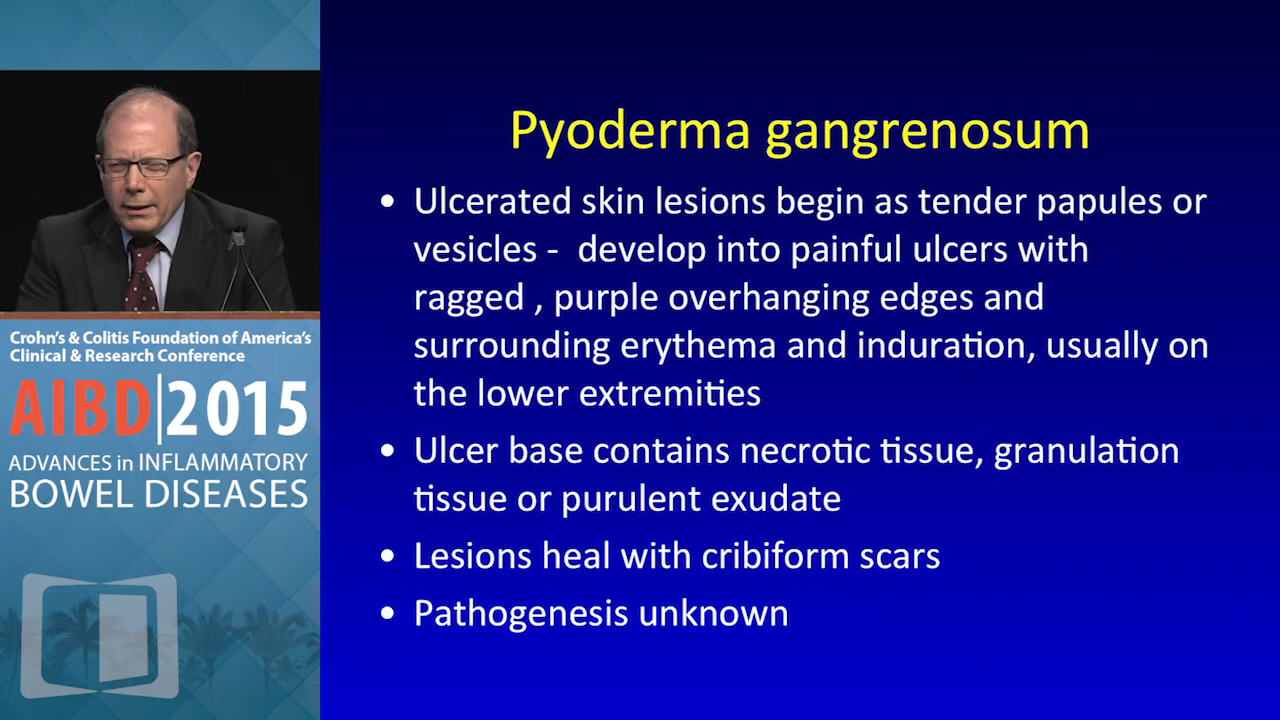 Crohn's & Colitis Foundation of America's
Clinical & Research Conference
AIBD|2015
ADVANCES in INFLAMMATORY
BOWEL DISEASES
Pyoderma gangrenosum
• Ulcerated skin lesions begin as tender papules or
vesicles -  develop into painful ulcers with
ragged , purple overhanging edges and
surrounding erythema and induration, usually on
the lower extremities
• Ulcer base contains necrotic tissue, granulation
tissue or purulent exudate
• Lesions heal with cribiform scars
• Pathogenesis unknown